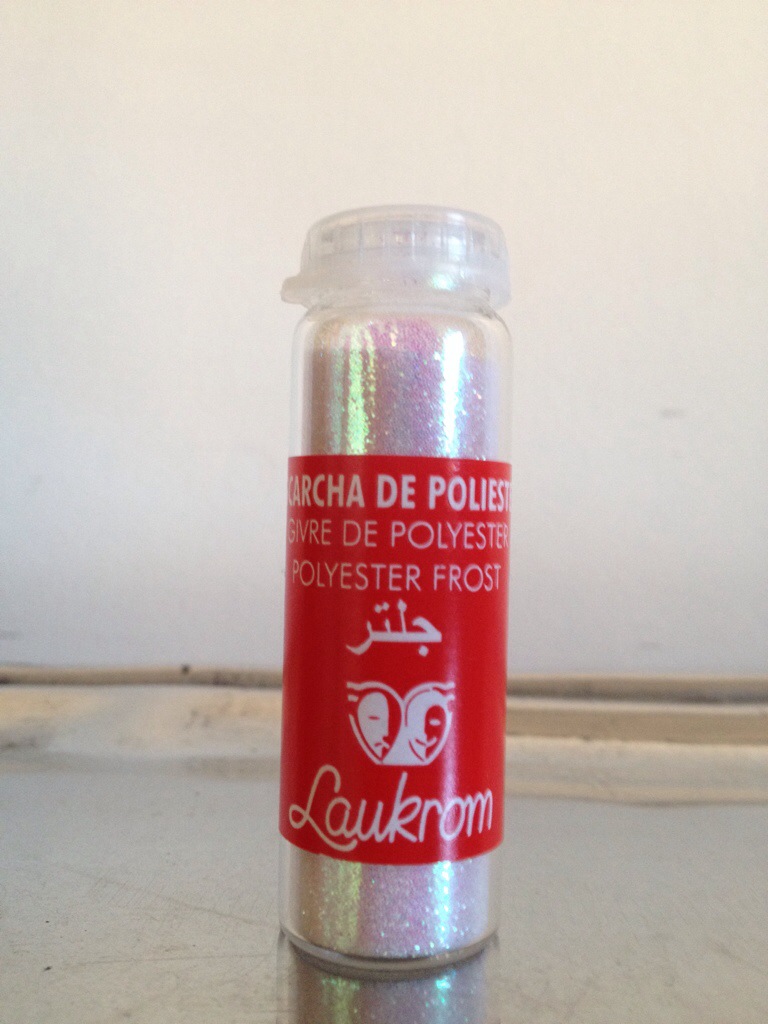 CARCHA DE POLIEST
GIVRE DE POLYESTER
POLYESTER FROST
جلتر
Laukrom